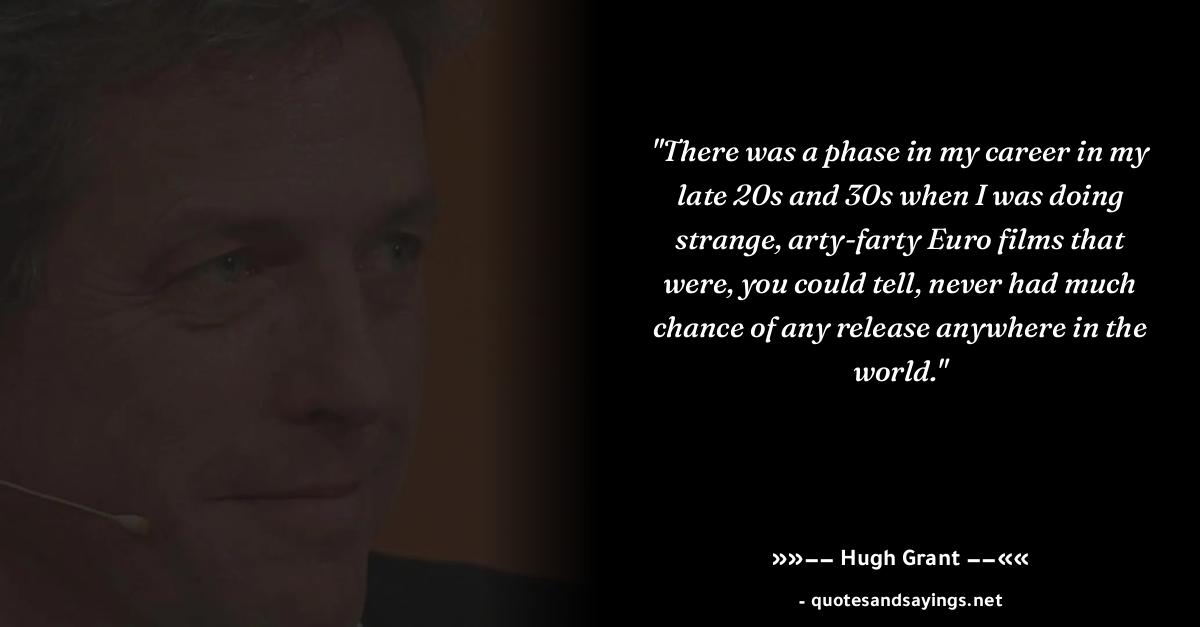 "There was a phase in my career in my
late 20s and 30s when I was doing
strange, arty-farty Euro films that
were, you could tell, never had much
chance of any release anywhere in the
world."
»»–– Hugh Grant ––««
- quotesandsayings.net